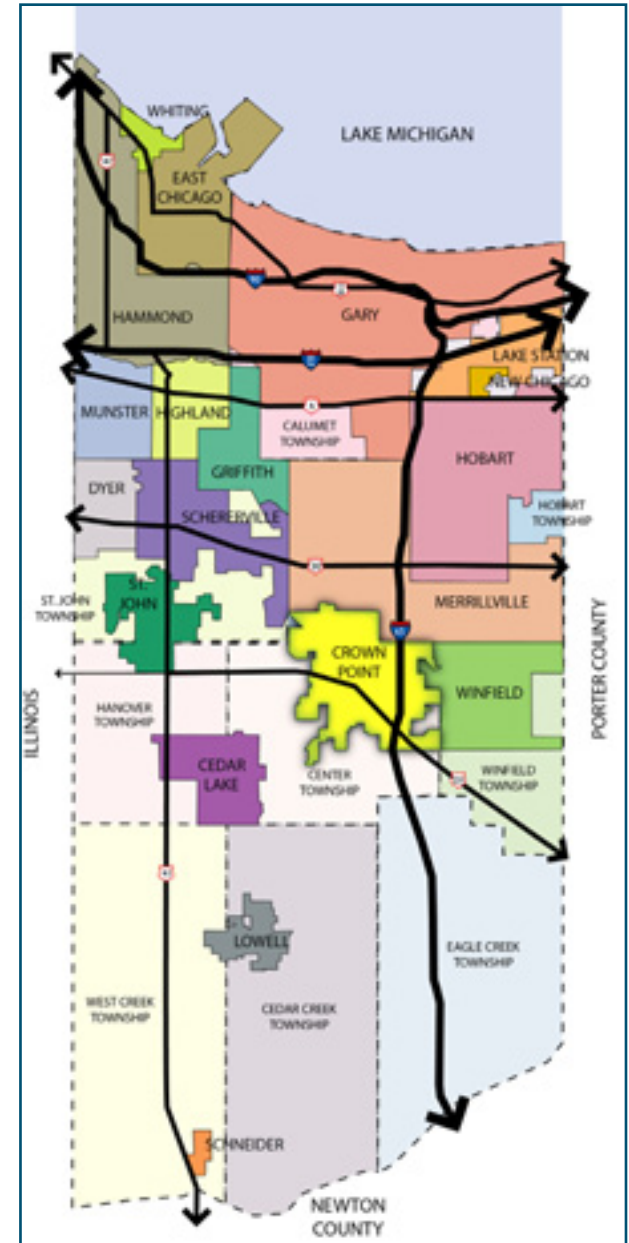 WHITING
LAKE MICHIGAN
EAST
CHICAGO
HAMMOND
GARY
LAKE STATION
NEW CHICAGO
MUNSTER
HIGHLAND
CALUMET
TOWNSHIP
HOBART
GRIFFITH
DYER
SCHERERVILLE
HOBART
TOWNSHIP
ST. JOHN
TOWNSHIP
ST.
JOHN
MERRILLVILLE
CROWN
POINT
WINFIELD
PORTER COUNTY
ILLINOIS
HANOVER
TOWNSHIP
CEDAR
LAKE
CENTER
TOWNSHIP
WINFIELD
TOWNSHIP
LOWELL
EAGLE CREEK
TOWNSHIP
WEST CREEK
TOWNSHIP
CEDAR CREEK
TOWNSHIP
SCHNEIDER
NEWTON
COUNTY